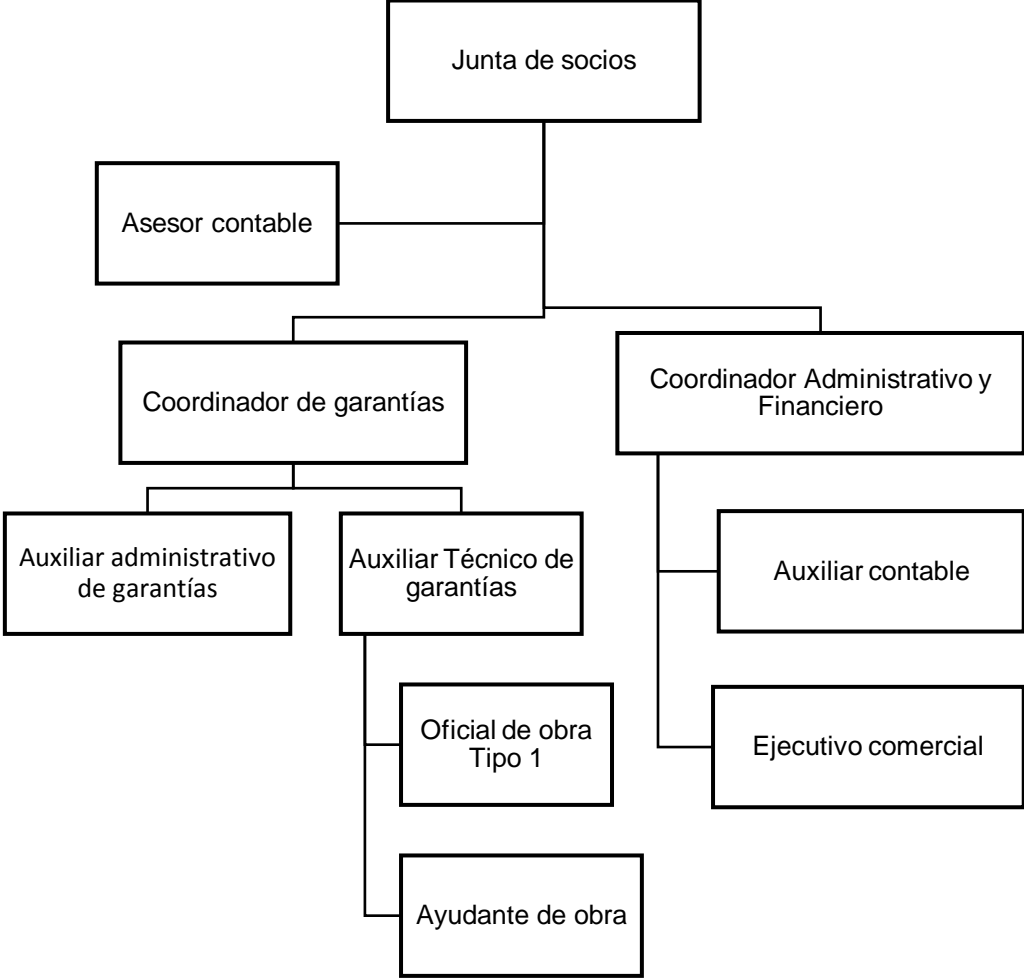 Junta de socios
Asesor contable
Coordinador de garantías
Coordinador Administrativo y
Financiero
Auxiliar administrativo
de garantías
Auxiliar Técnico de
garantías
Auxiliar contable
Oficial de obra
Tipo 1
Ejecutivo comercial
Ayudante de obra